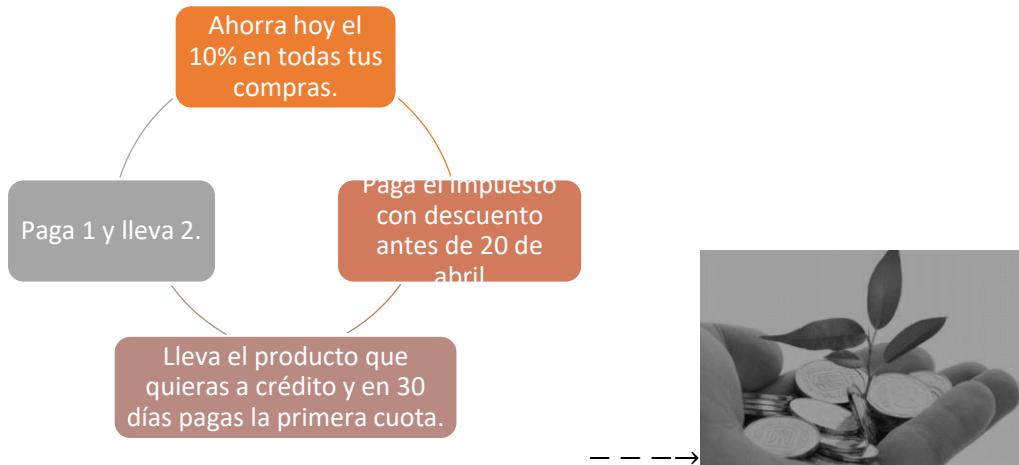 Ahorra hoy el
10% en todas tus
compras.
Paga el impuesto
con descuento
antes de 20 de
abril
Lleva el producto que
quieras a crédito y en 30
días pagas la primera cuota.
Paga 1 y lleva 2.